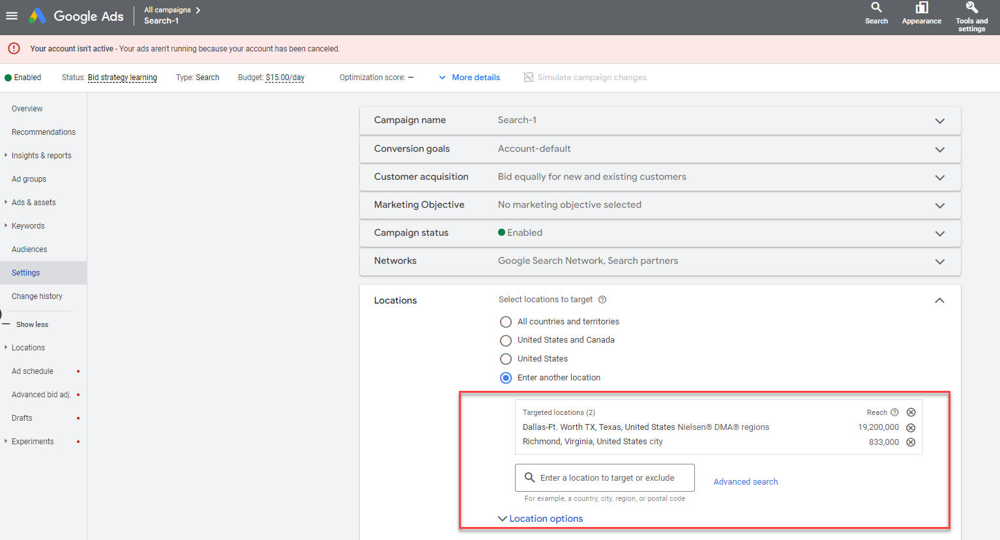 Google Ads
All campaigns
Search-1
Search
Appearance
Tools and
settings
Your account isn't active - Your ads aren't running because your account has been canceled.
Enabled
Status: Bid strategy learning
Type: Search
Budget: $15.00/day
Optimization score: —
More details
Simulate campaign changes
Overview
Recommendations
Insights & reports
Ad groups
Ads & assets
Keywords
Audiences
Settings
Change history
Show less
Locations
Ad schedule
Advanced bid adj.
Drafts
Experiments
Campaign name Search-1
Conversion goals Account-default
Customer acquisition Bid equally for new and existing customers
Marketing Objective No marketing objective selected
Campaign status Enabled
Networks Google Search Network, Search partners
Locations Select locations to target
All countries and territories
United States and Canada
United States
Enter another location
Targeted locations (2) Reach
Dallas-Ft. Worth TX, Texas, United States Nielsen® DMA® regions 19,200,000
Richmond, Virginia, United States city 833,000
Enter a location to target or exclude
Advanced search
For example, a country, city, region, or postal code
Location options